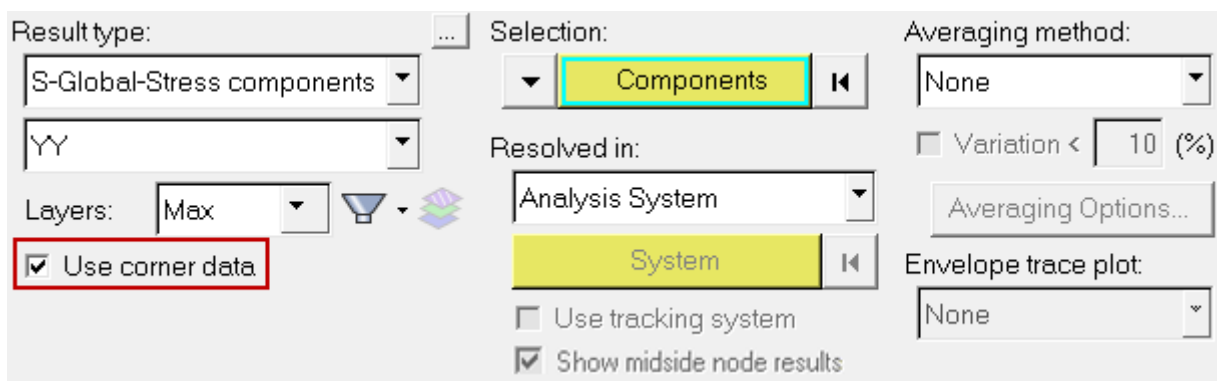 Result type:
...
S-Global-Stress components
YY
Layers:
Max
Use corner data
Selection:
Components
Resolved in:
Analysis System
System
Use tracking system
Show midside node results
Averaging method:
None
Variation < 10 (%)
Averaging Options...
Envelope trace plot:
None